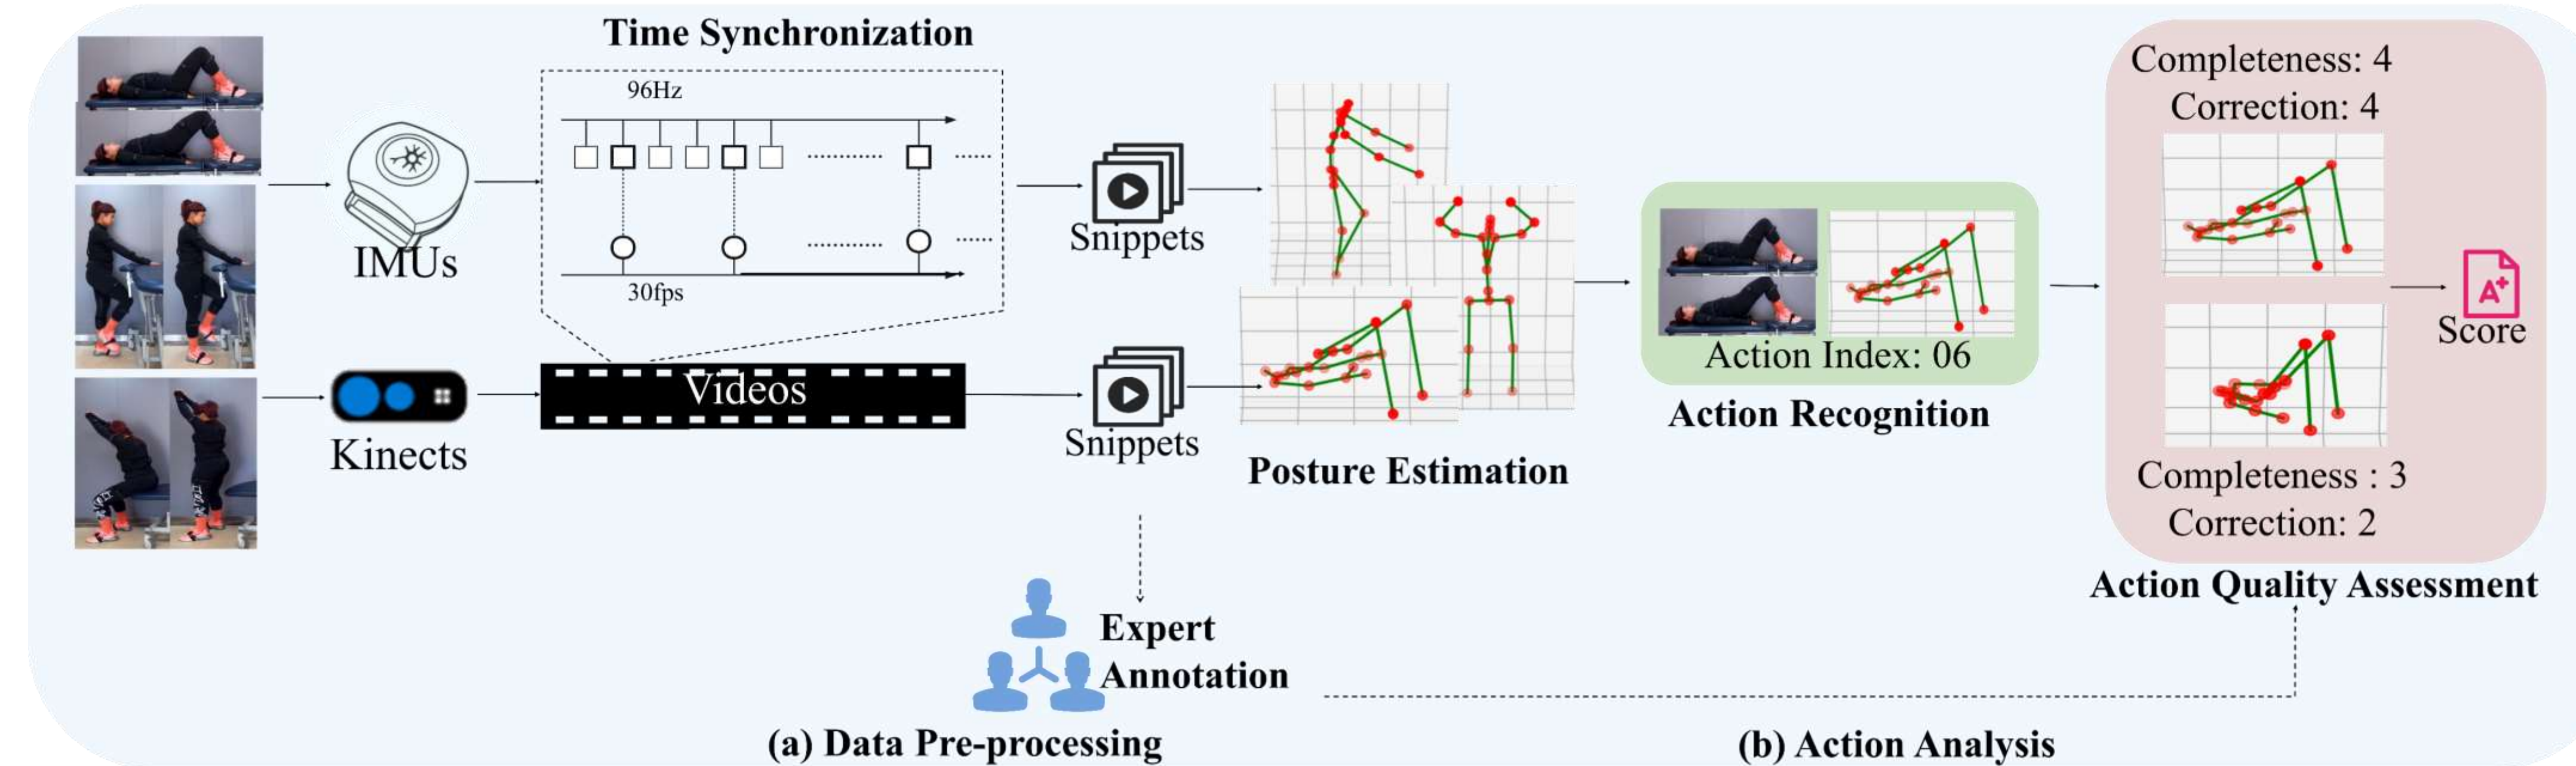 Time Synchronization
96Hz
30fps
IMUs
Kinects
Videos
Snippets
Snippets
Posture Estimation
Expert
Annotation
Action Index: 06
Action Recognition
Completeness: 4
Correction: 4
Completeness : 3
Correction: 2
A+
Score
Action Quality Assessment
(a) Data Pre-processing
(b) Action Analysis